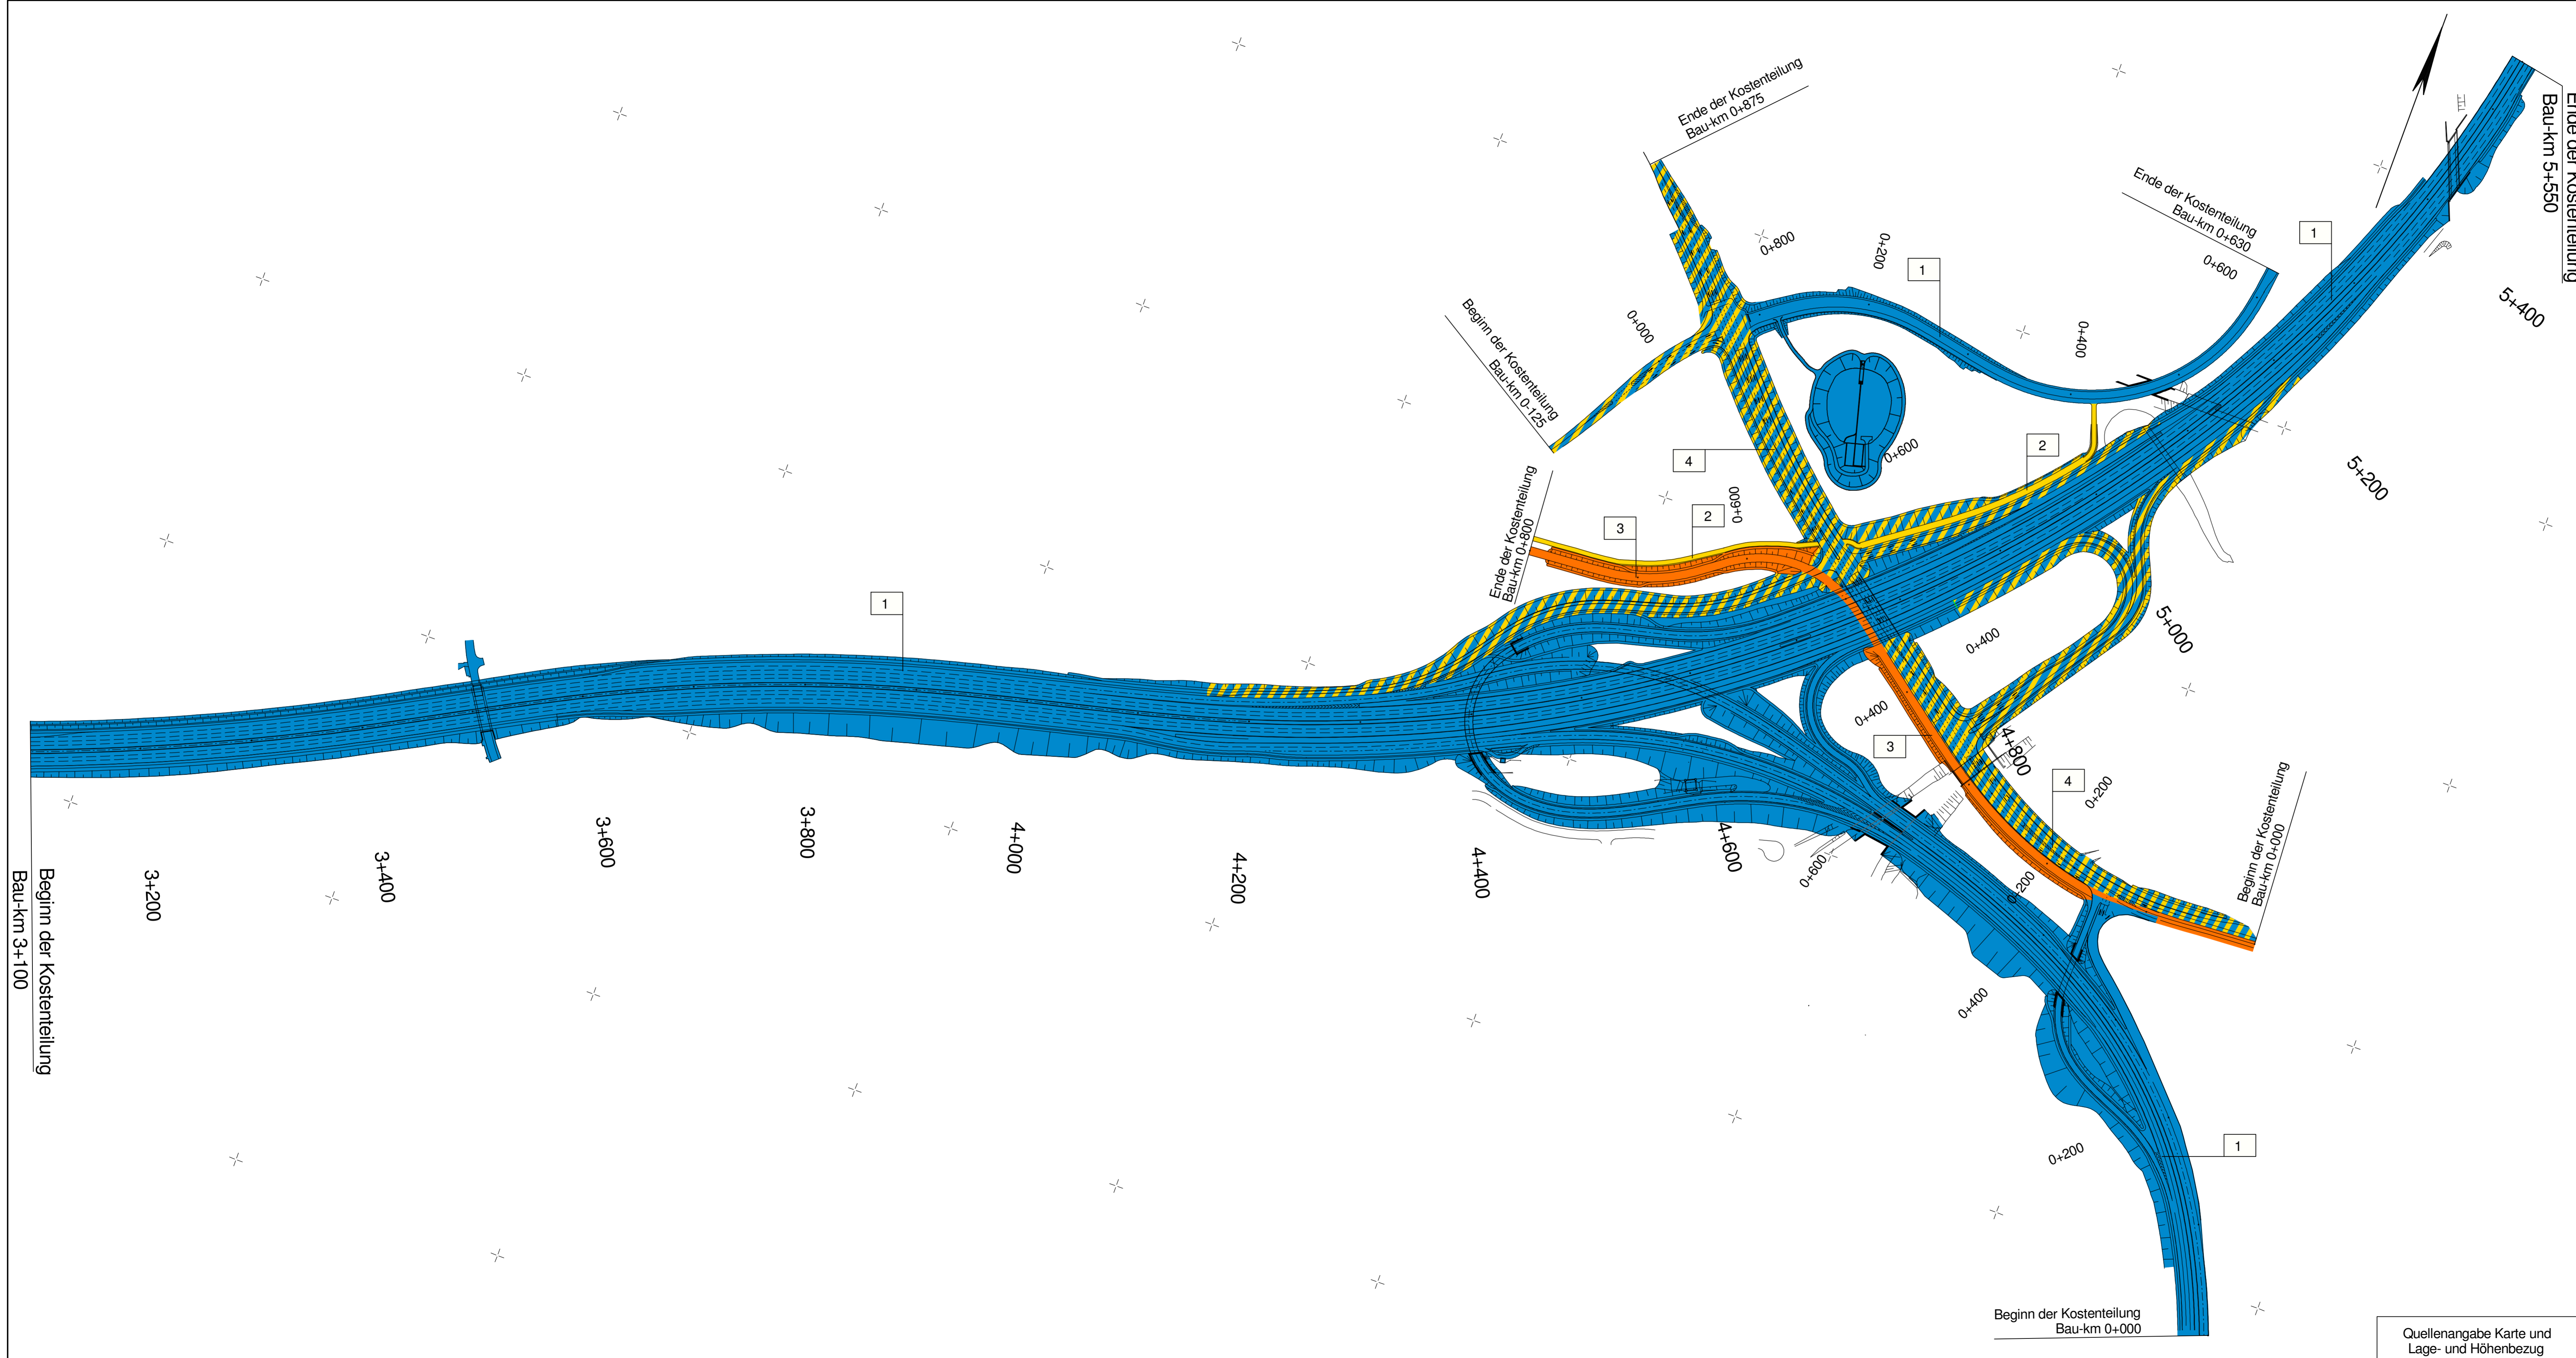 Ende der Kostenteilung
Bau-km 0+875
Ende der Kostenteilung
Bau-km 5+550
Ende der Kostenteilung
Bau-km 0+630
0+600
1
5+400
0+800
0+200
1
0+000
Beginn der Kostenteilung
Bau-km 0-125
0+400
4
0+600
2
5+200
Ende der Kostenteilung
Bau-km 0+800
3
2
0+600
1
0+400
5+000
0+400
3
4+800
4
0+200
Beginn der Kostenteilung
Bau-km 0+000
Beginn der Kostenteilung
Bau-km 3+100
3+200
3+400
3+600
3+800
4+000
4+200
4+400
4+600
0+600
0+200
0+400
0+200
1
Beginn der Kostenteilung
Bau-km 0+000
Quellenangabe Karte und
Lage- und Höhenbezug